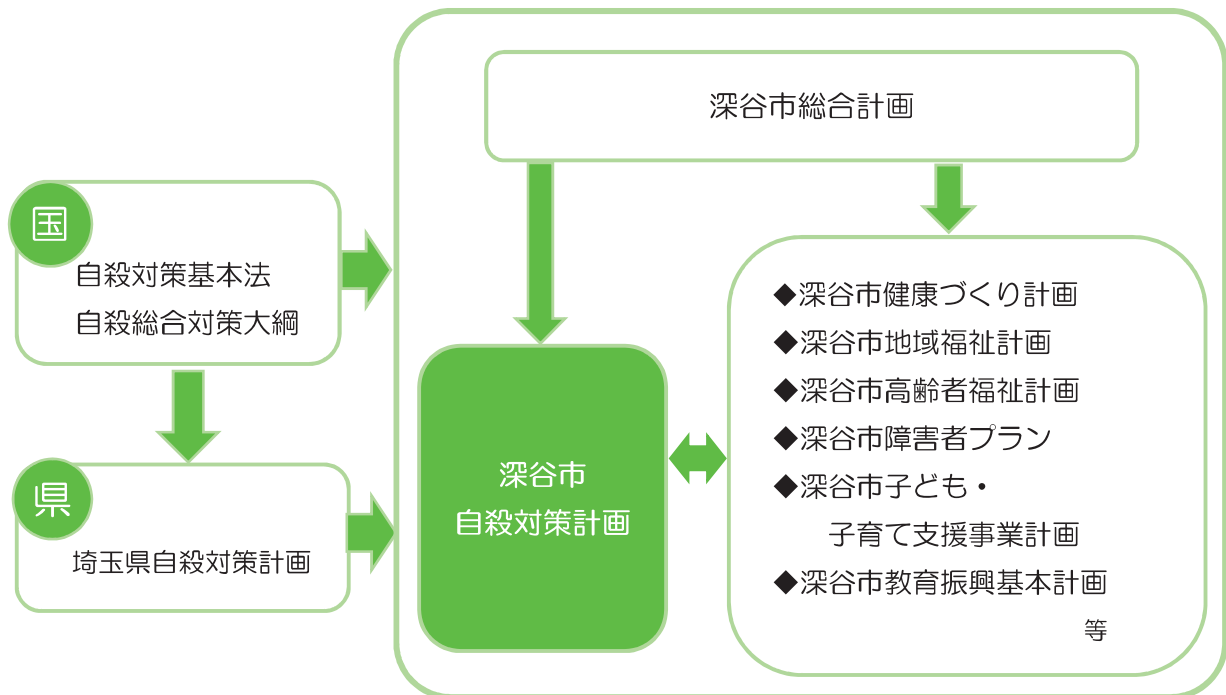 深谷市総合計画
国
自殺対策基本法
自殺総合対策大綱
県
埼玉県自殺対策計画
深谷市
自殺対策計画
◆深谷市健康づくり計画
◆深谷市地域福祉計画
◆深谷市高齢者福祉計画
◆深谷市障害者プラン
◆深谷市子ども・
子育て支援事業計画
◆深谷市教育振興基本計画
等